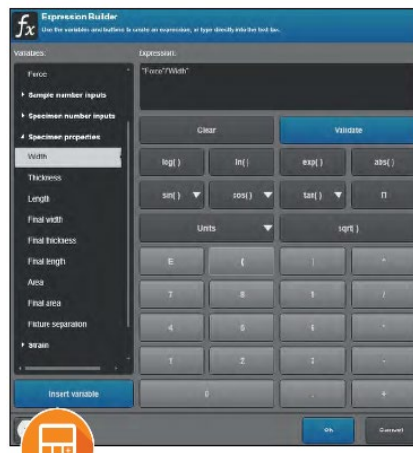 fx
Expression Builder
Use the variables and buttons to create an expression, or type directly into the text box.
Variables: Expression:
Force
"Force"/"Width"
Sample number inputs
Specimen number inputs
Specimen properties
Width
Thickness
Length
Final width
Final thickness
Final length
Area
Final area
Fixture separation
Strain
Insert variable
Clear Validate
log( ) ln( ) exp( ) abs( )
sin( ) cos( ) tan( ) Π
Units sqrt( )
E ( ) ^
7 8 9 /
4 5 6 *
1 2 3 -
0 . +
Ok Cancel